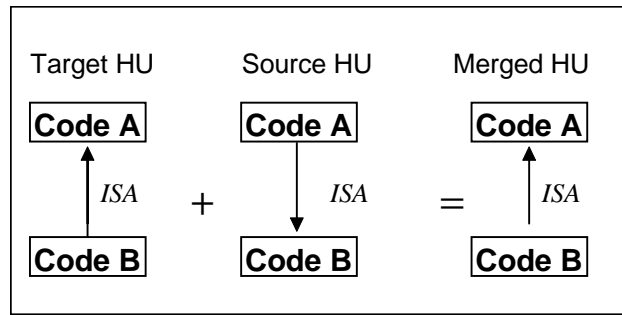 Target HU Source HU Merged HU
Code A Code A Code A
ISA + ISA = ISA
Code B Code B Code B